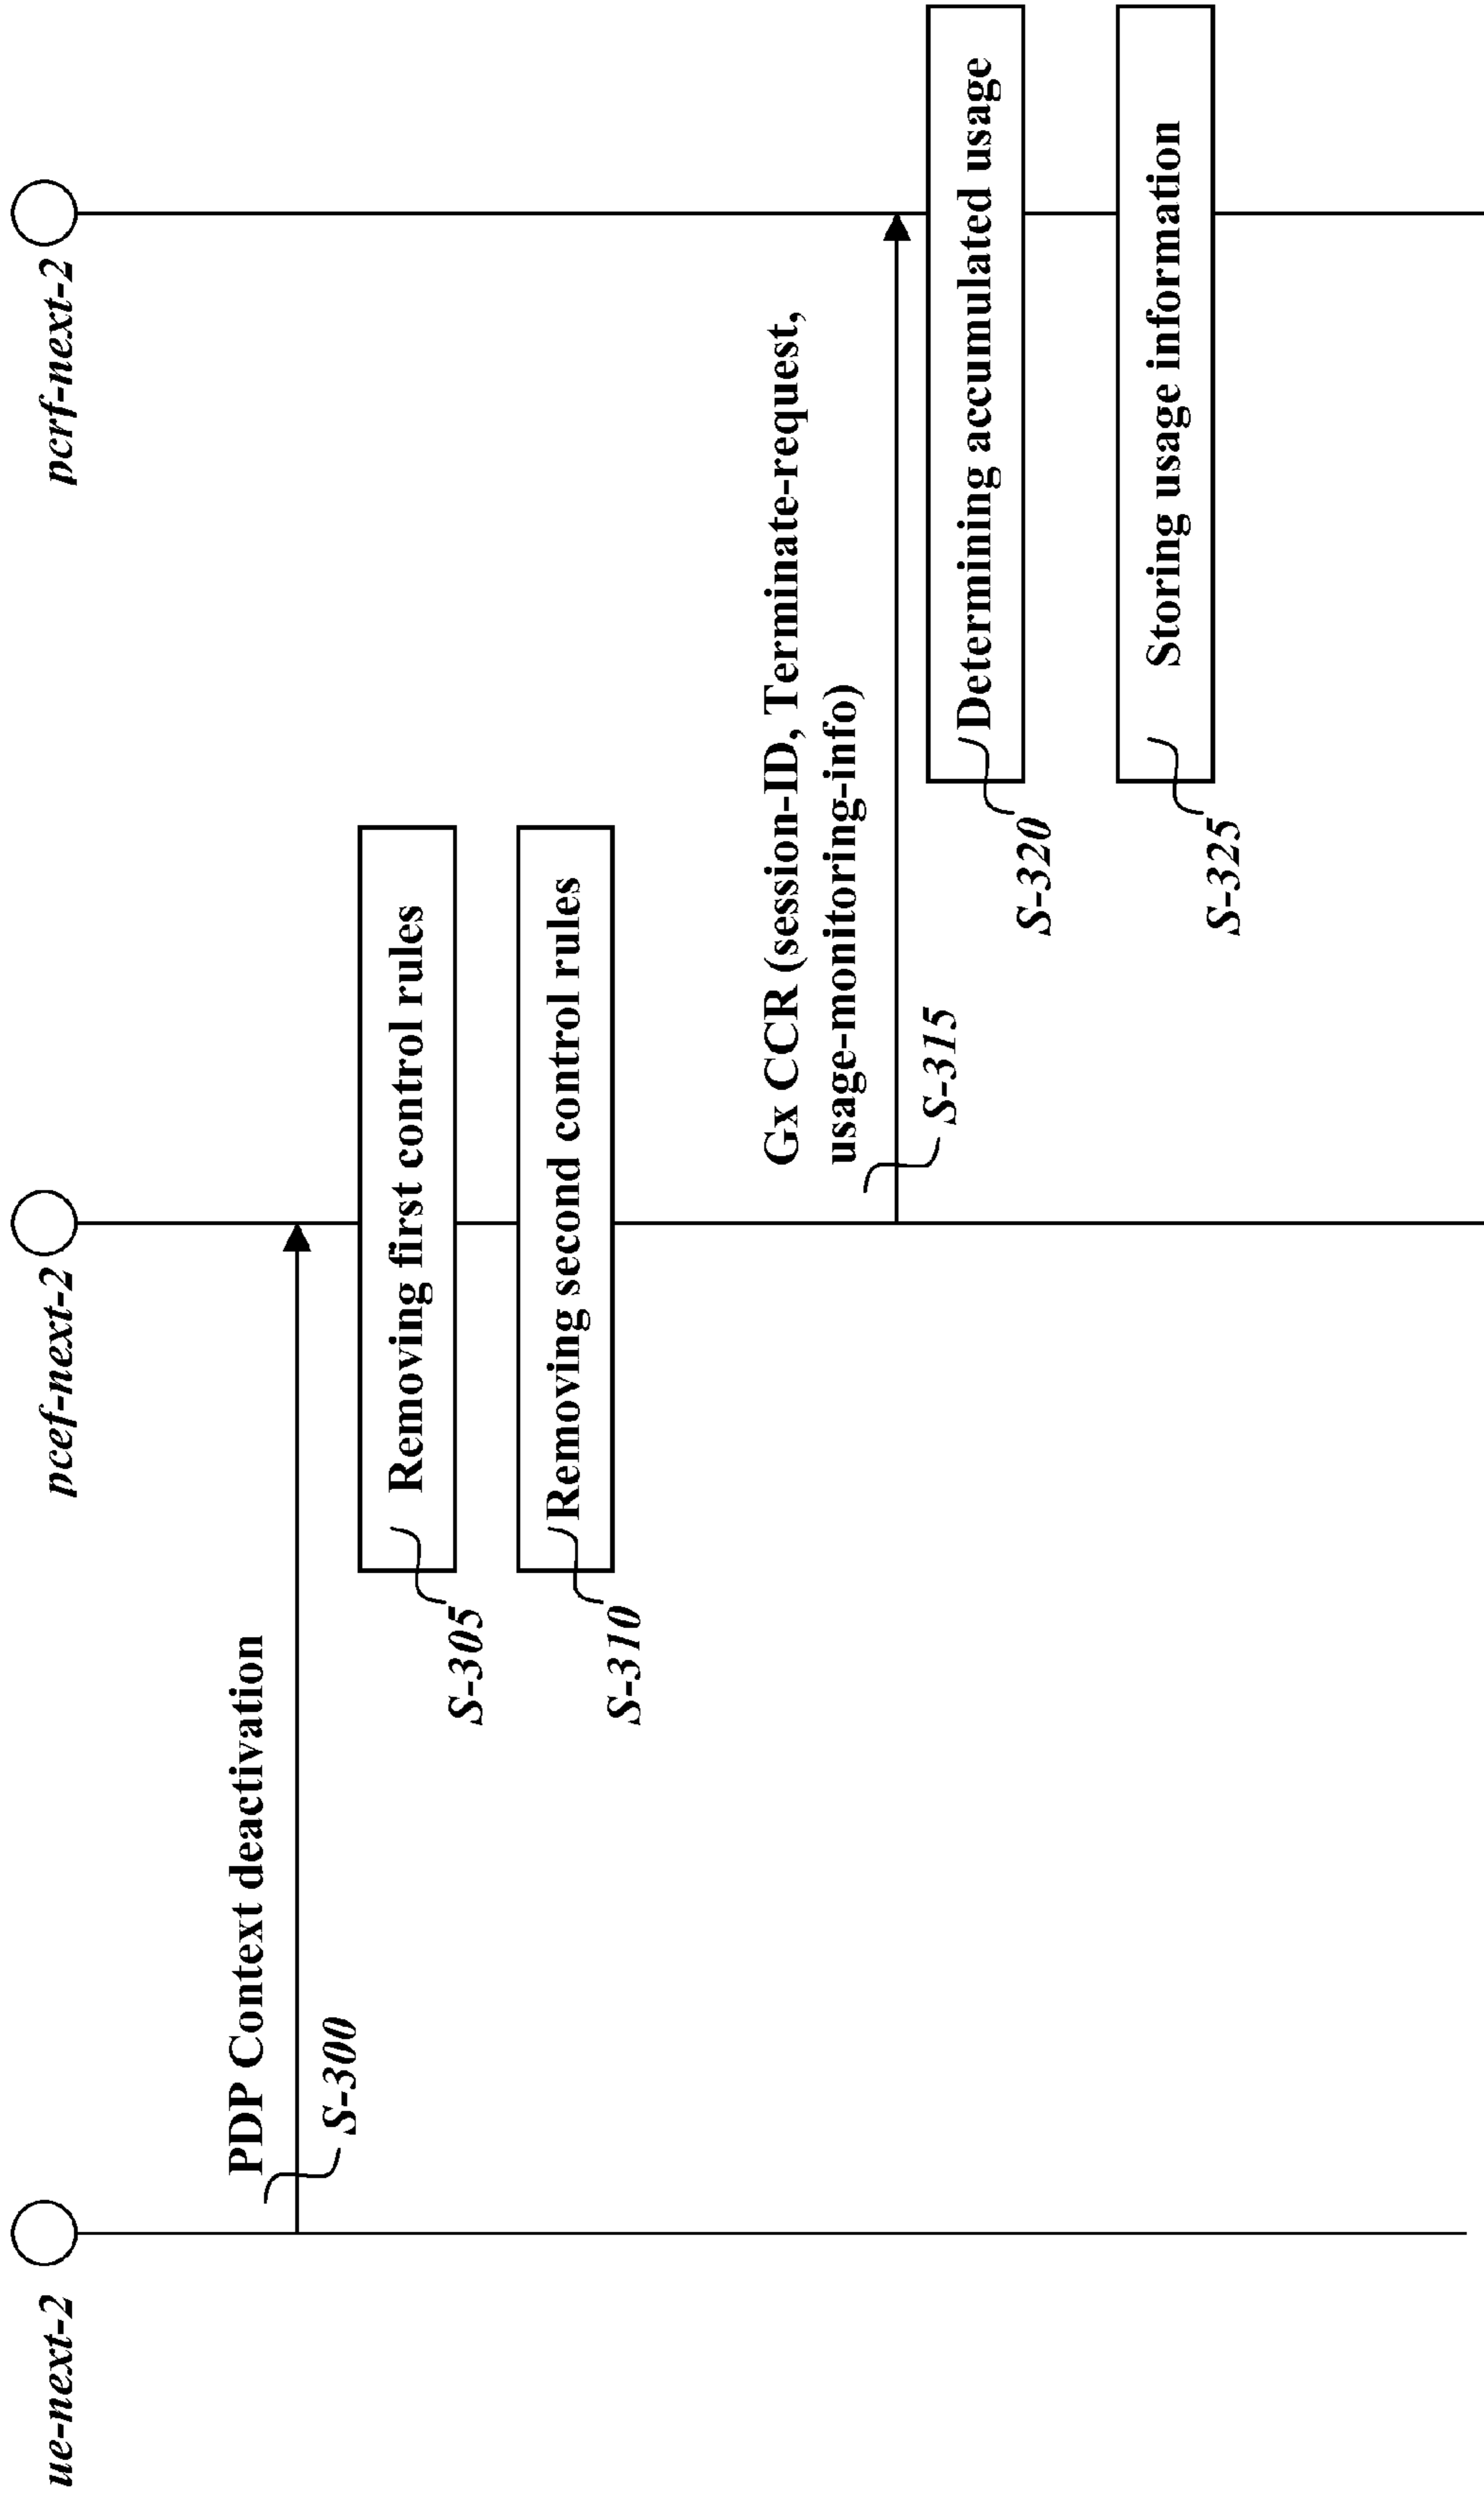 ue-next-2
pcef-next-2
pcrf-next-2
PDP Context deactivation
S-300
Removing first control rules
S-305
Removing second control rules
S-310
Gx CCR (session-ID, Terminate-request,
usage-monitoring-info)
S-315
Determining accumulated usage
S-320
Storing usage information
S-325